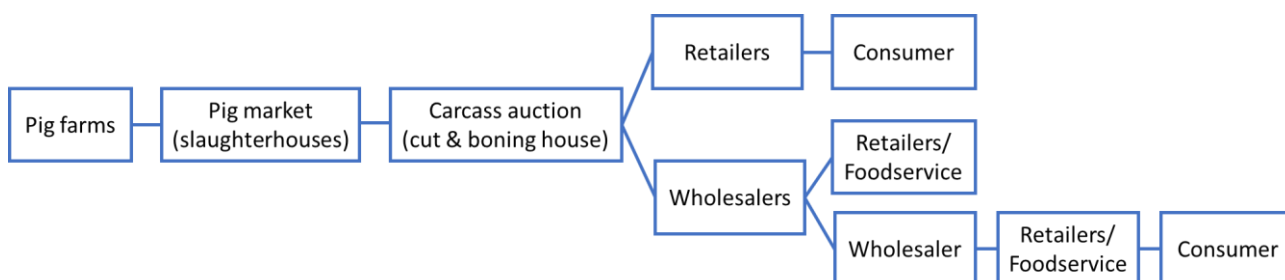 Pig farms
Pig market
(slaughterhouses)
Carcass auction
(cut & boning house)
Retailers
Consumer
Wholesalers
Retailers/
Foodservice
Wholesaler
Retailers/
Foodservice
Consumer